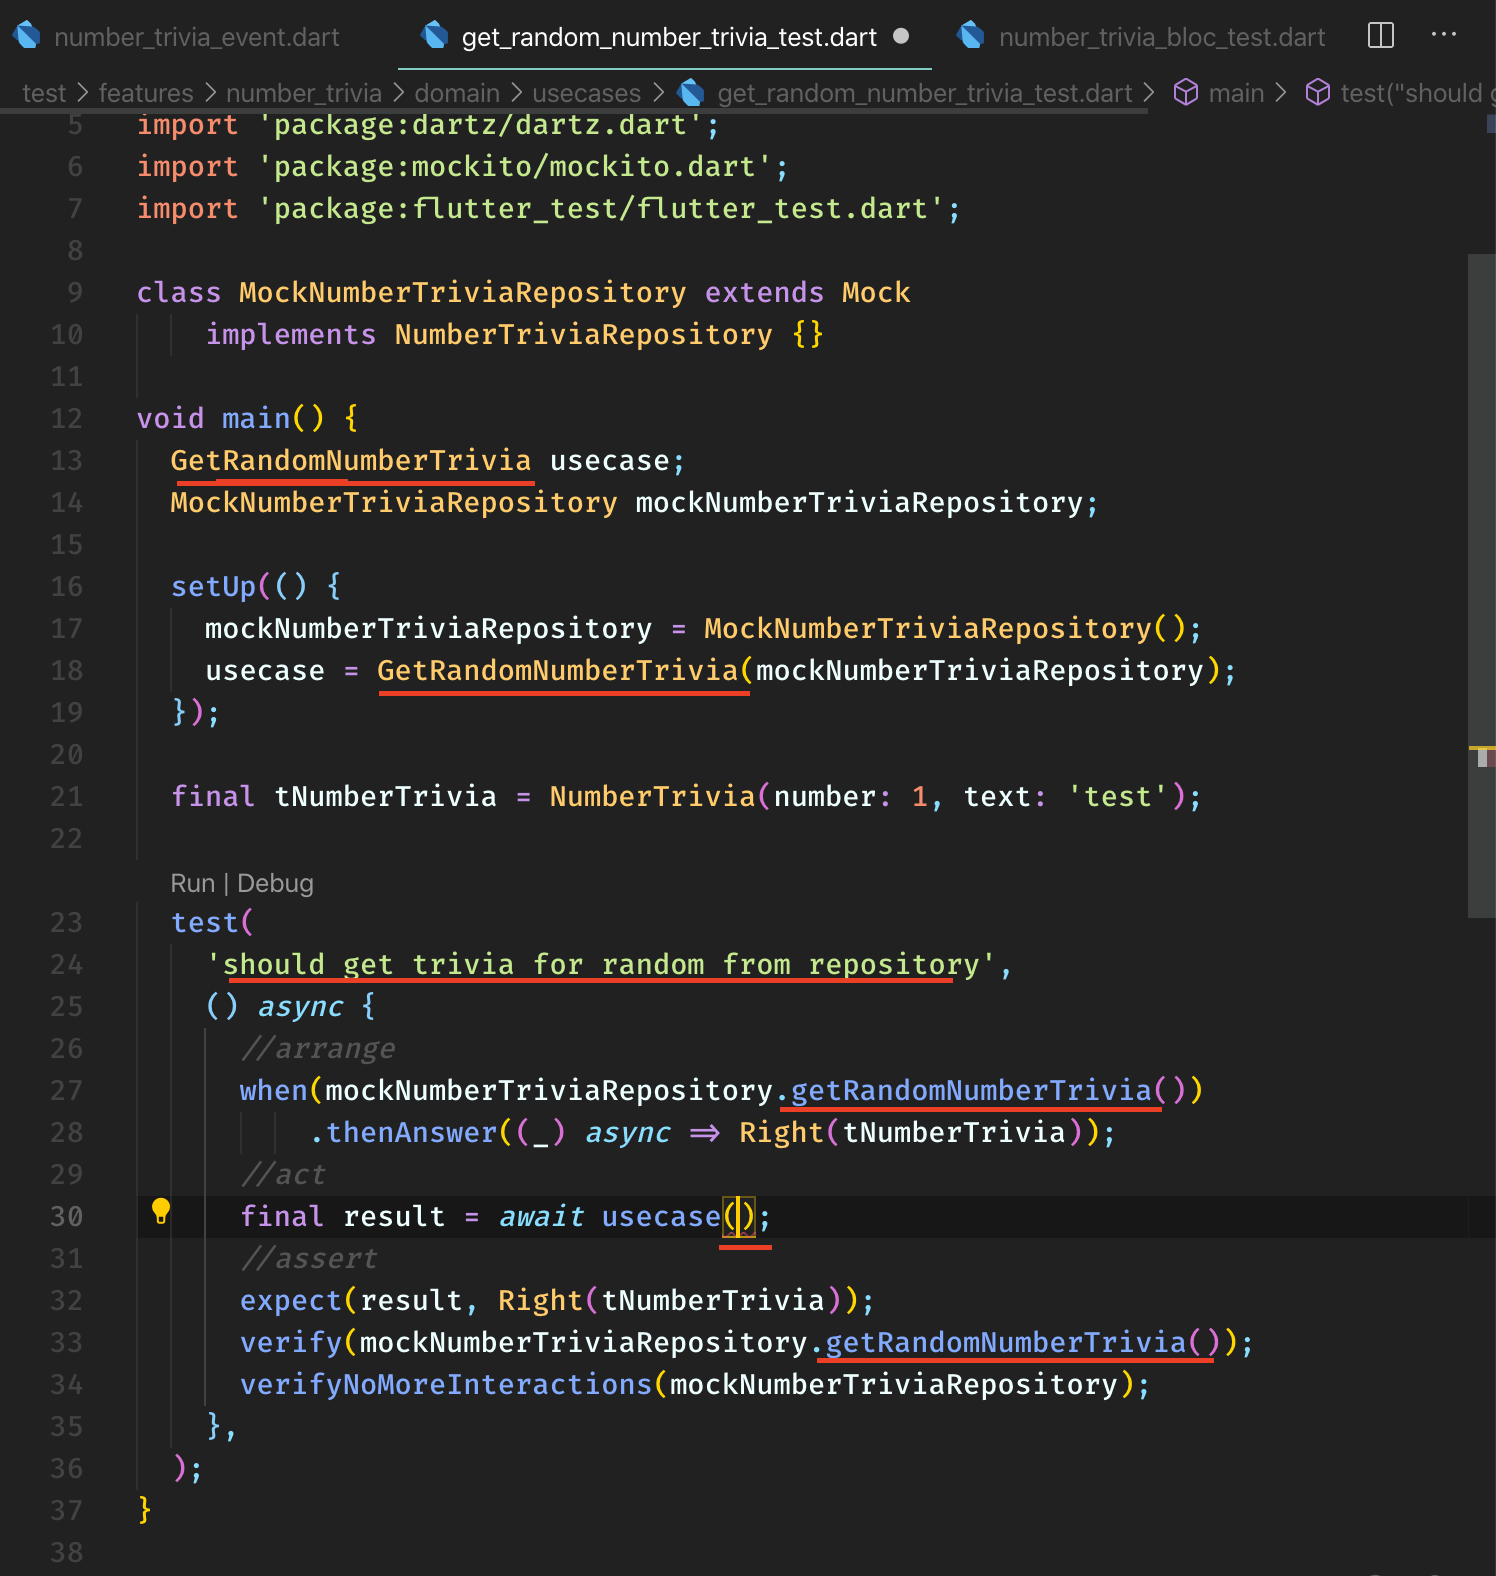 number_trivia_event.dart get_random_number_trivia_test.dart number_trivia_bloc_test.dart
test > features > number_trivia > domain > usecases > get_random_number_trivia_test.dart > main > test("should g
5 import 'package:dartz/dartz.dart';
6 import 'package:mockito/mockito.dart';
7 import 'package:flutter_test/flutter_test.dart';
8
9 class MockNumberTriviaRepository extends Mock
10 implements NumberTriviaRepository {}
11
12 void main() {
13 GetRandomNumberTrivia usecase;
14 MockNumberTriviaRepository mockNumberTriviaRepository;
15
16 setUp(() {
17 mockNumberTriviaRepository = MockNumberTriviaRepository();
18 usecase = GetRandomNumberTrivia(mockNumberTriviaRepository);
19 });
20
21 final tNumberTrivia = NumberTrivia(number: 1, text: 'test');
22
Run | Debug
23 test(
24 'should get trivia for random from repository',
25 () async {
26 //arrange
27 when(mockNumberTriviaRepository.getRandomNumberTrivia())
28 .thenAnswer((_) async => Right(tNumberTrivia));
29 //act
30 final result = await usecase();
31 //assert
32 expect(result, Right(tNumberTrivia));
33 verify(mockNumberTriviaRepository.getRandomNumberTrivia());
34 verifyNoMoreInteractions(mockNumberTriviaRepository);
35 },
36 );
37 }
38